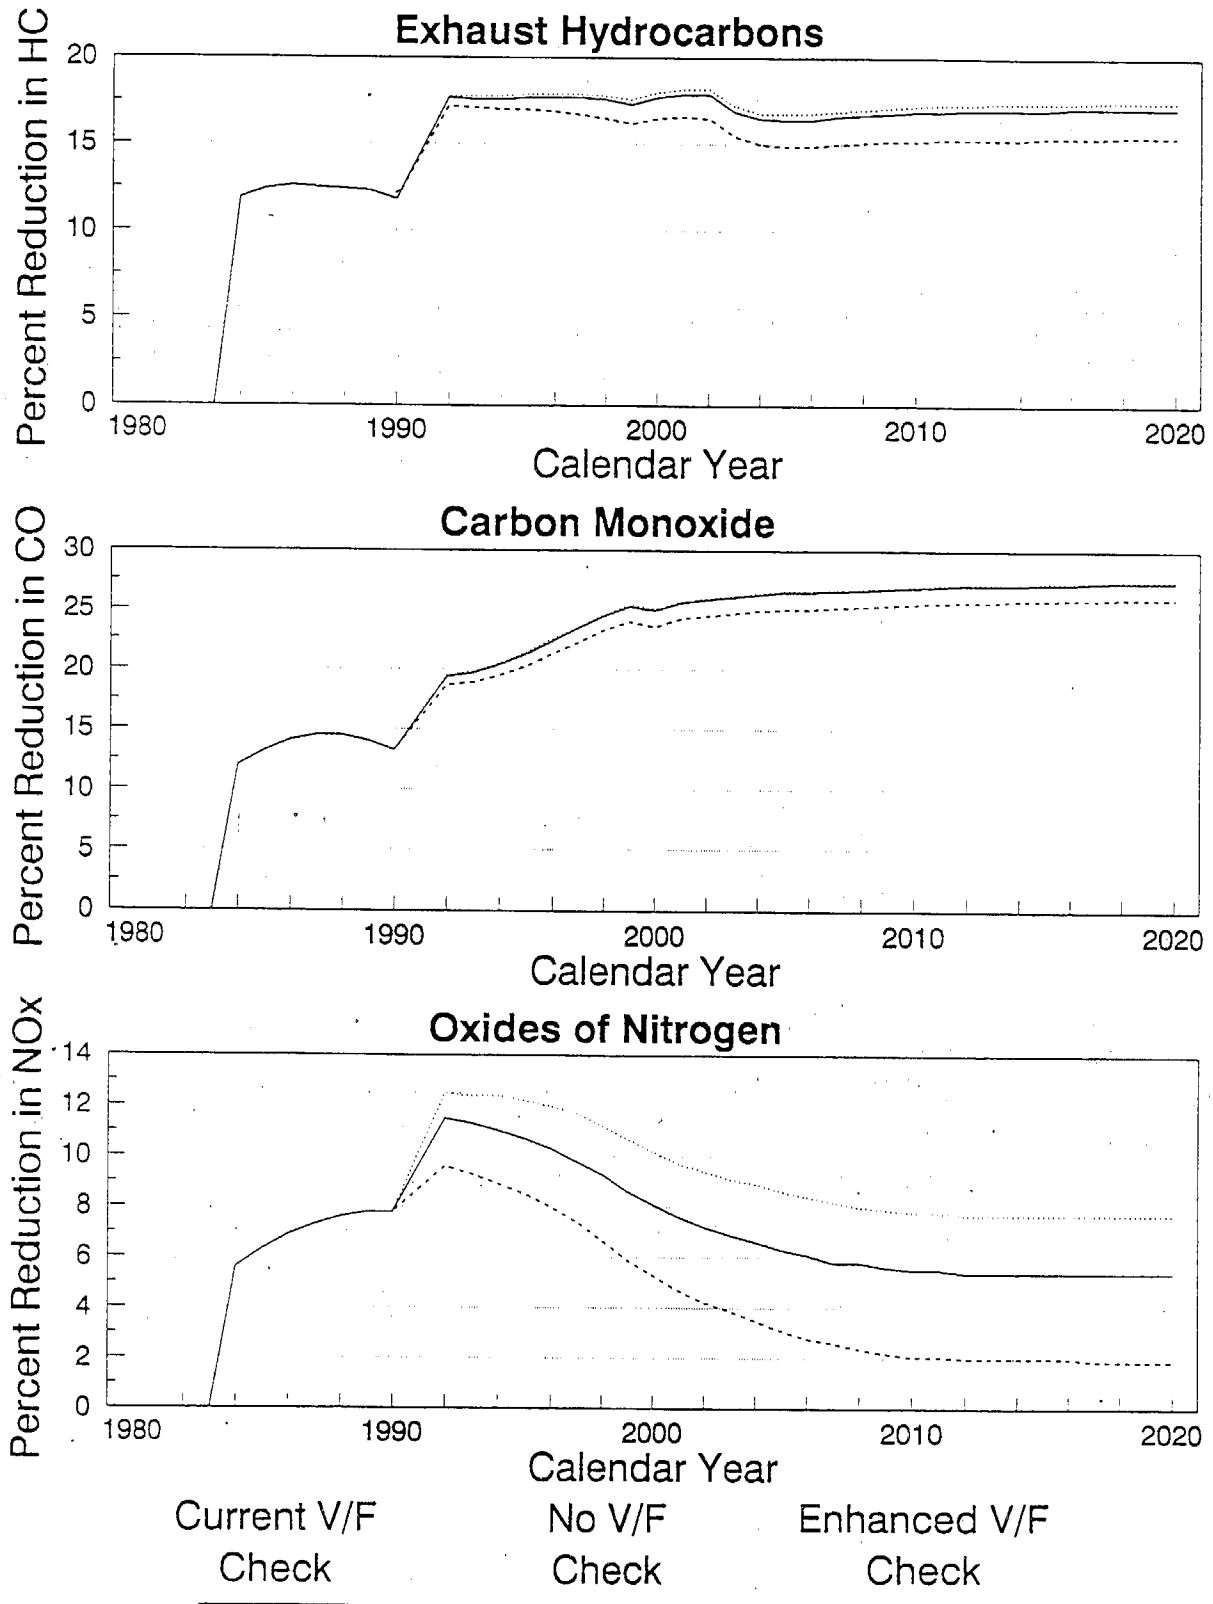 Exhaust Hydrocarbons
Percent Reduction in HC
20
15
10
5
0
1980 1990 2000 2010 2020
Calendar Year
Carbon Monoxide
Percent Reduction in CO
30
25
20
15
10
5
0
1980 1990 2000 2010 2020
Calendar Year
Oxides of Nitrogen
Percent Reduction in NOx
14
12
10
8
6
4
2
0
1980 1990 2000 2010 2020
Calendar Year
Current V/F No V/F Enhanced V/F
Check Check Check